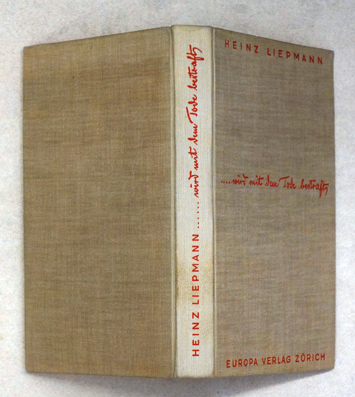 HEINZ LIEPMANN
....wird mit dem Tode bestraft
EUROPA VERLAG ZÜRICH
HEINZ LIEPMANN......wird mit dem Tode bestraft